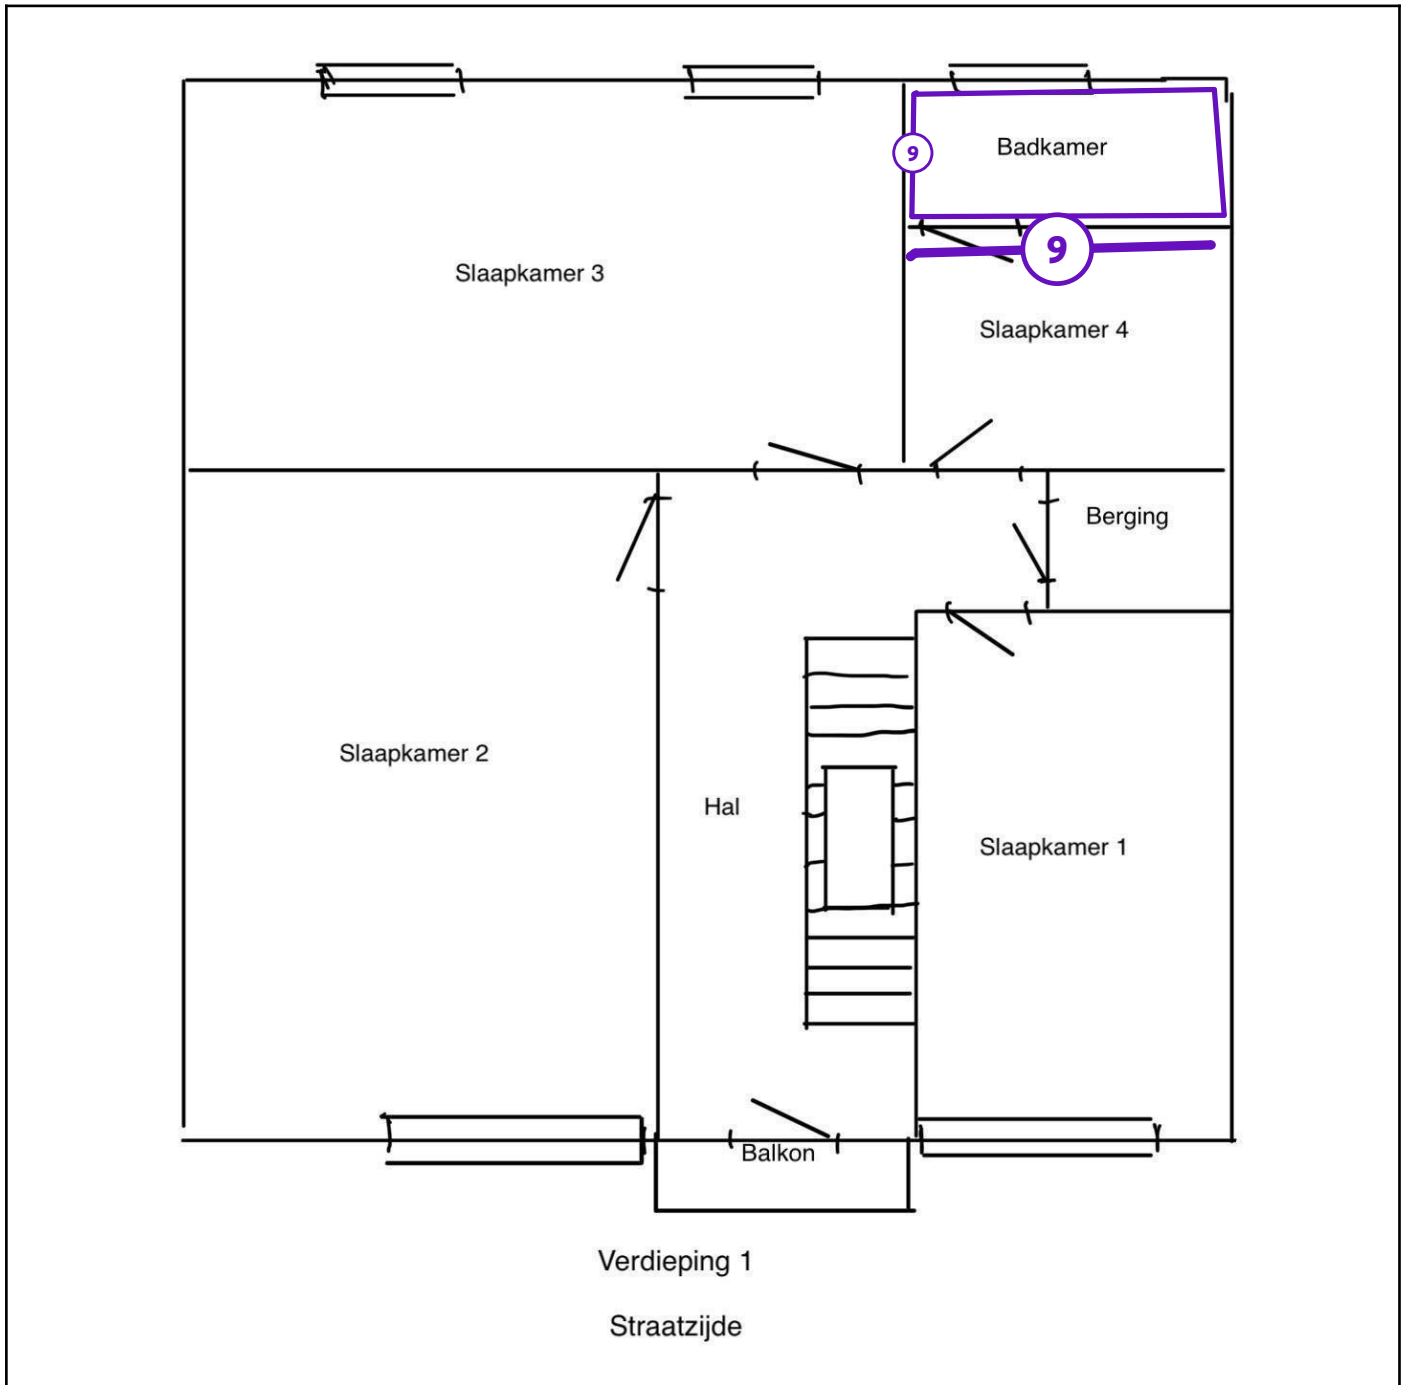 Badkamer
9
9
Slaapkamer 3
Slaapkamer 4
Berging
Slaapkamer 2
Hal
Slaapkamer 1
Balkon
Verdieping 1
Straatzijde